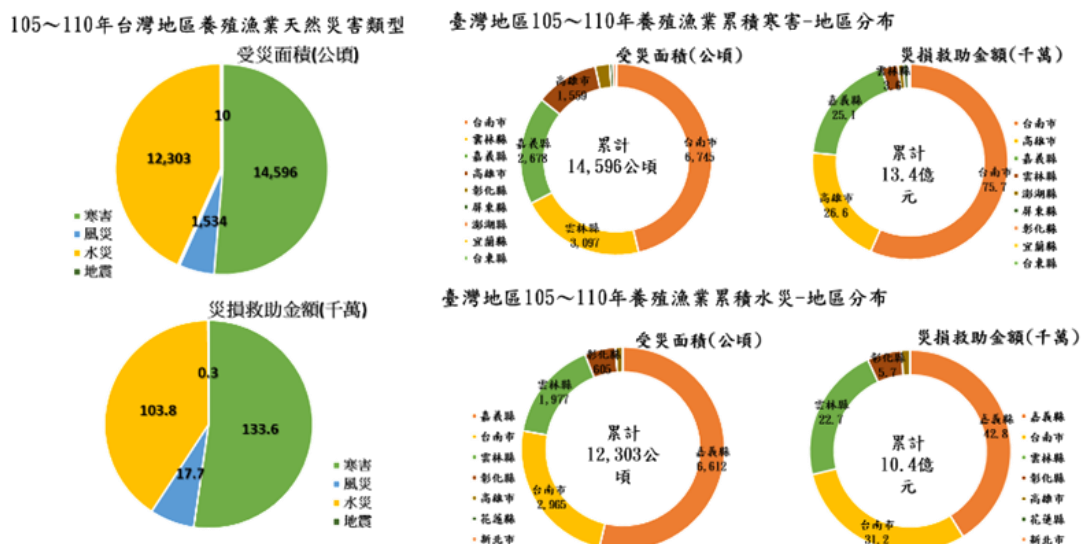 105～110年台灣地區養殖漁業天然災害類型
受災面積(公頃)
10
12,303
14,596
1,534
寒害
風災
水災
地震
災損救助金額(千萬)
0.3
103.8
133.6
17.7
寒害
風災
水災
地震
臺灣地區105～110年養殖漁業累積寒害-地區分布
受災面積(公頃)
高雄市
1,559
台南市
6,745
嘉義縣
2,678
雲林縣
3,097
累計
14,596公頃
台南市
雲林縣
嘉義縣
高雄市
彰化縣
屏東縣
澎湖縣
宜蘭縣
台東縣
災損救助金額(千萬)
雲林縣
3.6
嘉義縣
25.1
台南市
75.7
高雄市
26.6
累計
13.4億
元
台南市
高雄市
嘉義縣
雲林縣
澎湖縣
屏東縣
彰化縣
宜蘭縣
台東縣
臺灣地區105～110年養殖漁業累積水災-地區分布
受災面積(公頃)
彰化縣
605
雲林縣
1,977
嘉義縣
6,612
台南市
2,965
累計
12,303公
頃
嘉義縣
台南市
雲林縣
彰化縣
高雄市
花蓮縣
新北市
災損救助金額(千萬)
彰化縣
5.7
雲林縣
22.7
嘉義縣
42.8
台南市
31.2
累計
10.4億
元
嘉義縣
台南市
雲林縣
彰化縣
高雄市
花蓮縣
新北市